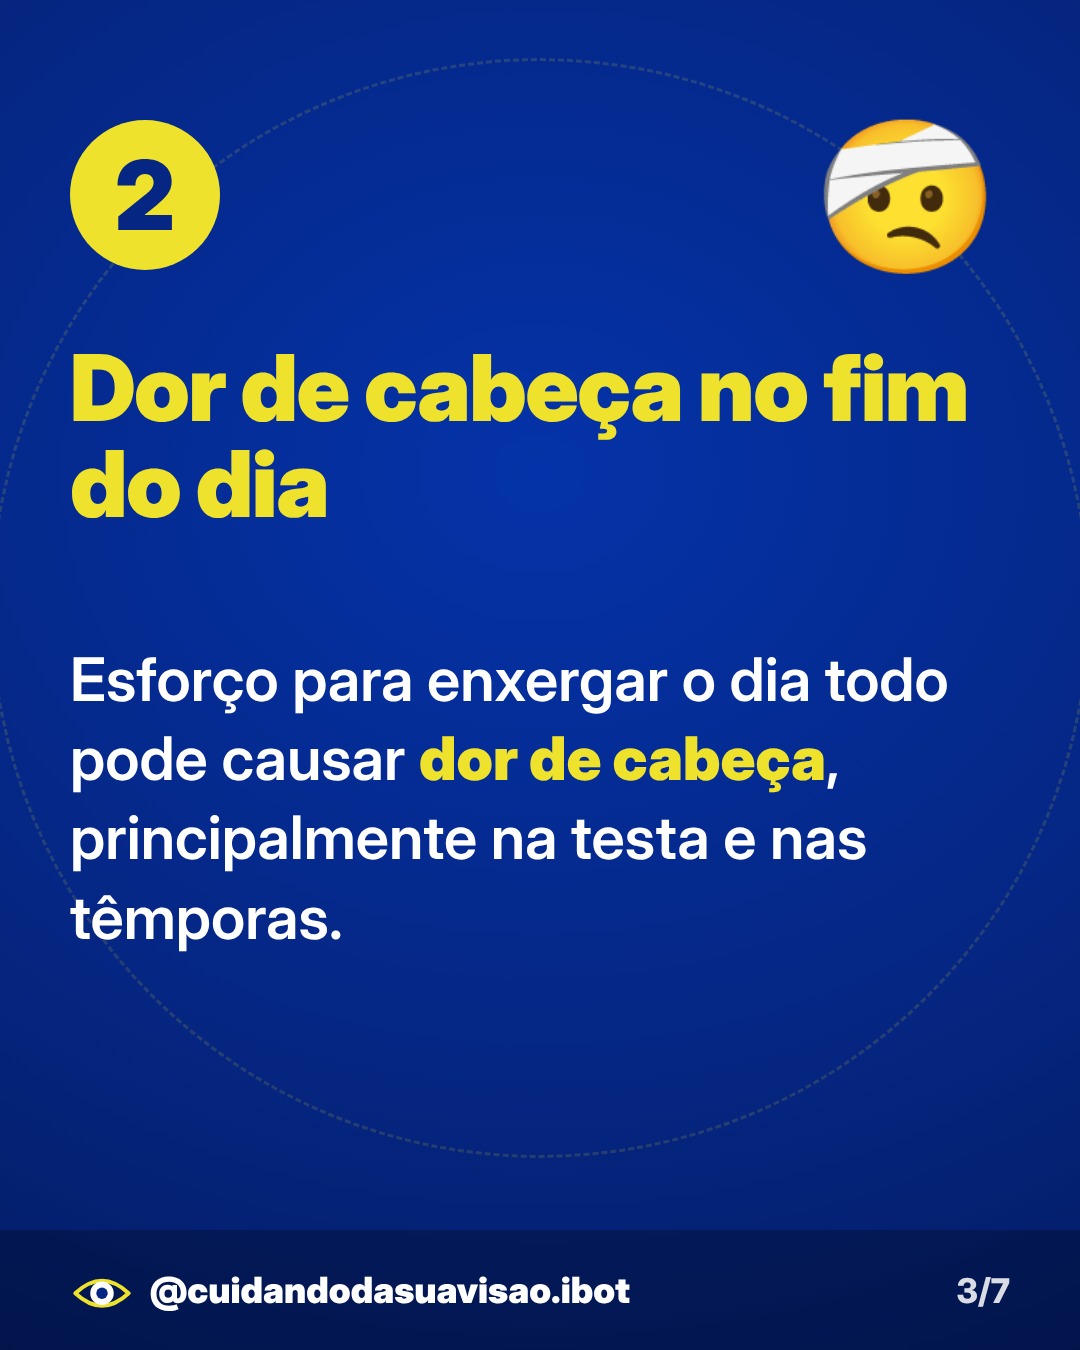 2
Dor de cabeça no fim
do dia
Esforço para enxergar o dia todo
pode causar dor de cabeça,
principalmente na testa e nas
têmporas.
@cuidandodasuavisao.ibot
3/7